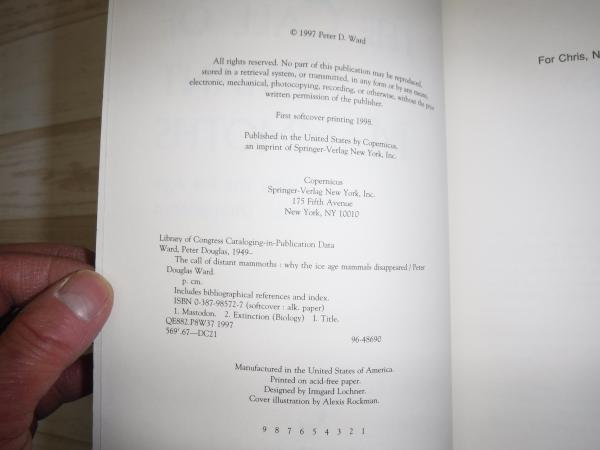 © 1997 Peter D. Ward
All rights reserved. No part of this publication may be reproduced,
stored in a retrieval system, or transmitted, in any form or by any means,
electronic, mechanical, photocopying, recording, or otherwise, without the prior
written permission of the publisher.
First softcover printing 1998.
Published in the United States by Copernicus,
an imprint of Springer-Verlag New York, Inc.
Copernicus
Springer-Verlag New York, Inc.
175 Fifth Avenue
New York, NY 10010
Library of Congress Cataloging-in-Publication Data
Ward, Peter Douglas, 1949–
The call of distant mammoths : why the ice age mammals disappeared / Peter
Douglas Ward.
p. cm.
Includes bibliographical references and index.
ISBN 0-387-98572-7 (softcover : alk. paper)
1. Mastodon. 2. Extinction (Biology) I. Title.
QE882.P8W37 1997
569'.67—DC21
96-48690
Manufactured in the United States of America.
Printed on acid-free paper.
Designed by Irmgard Lochner.
Cover illustration by Alexis Rockman.
9 8 7 6 5 4 3 2 1
For Chris, N